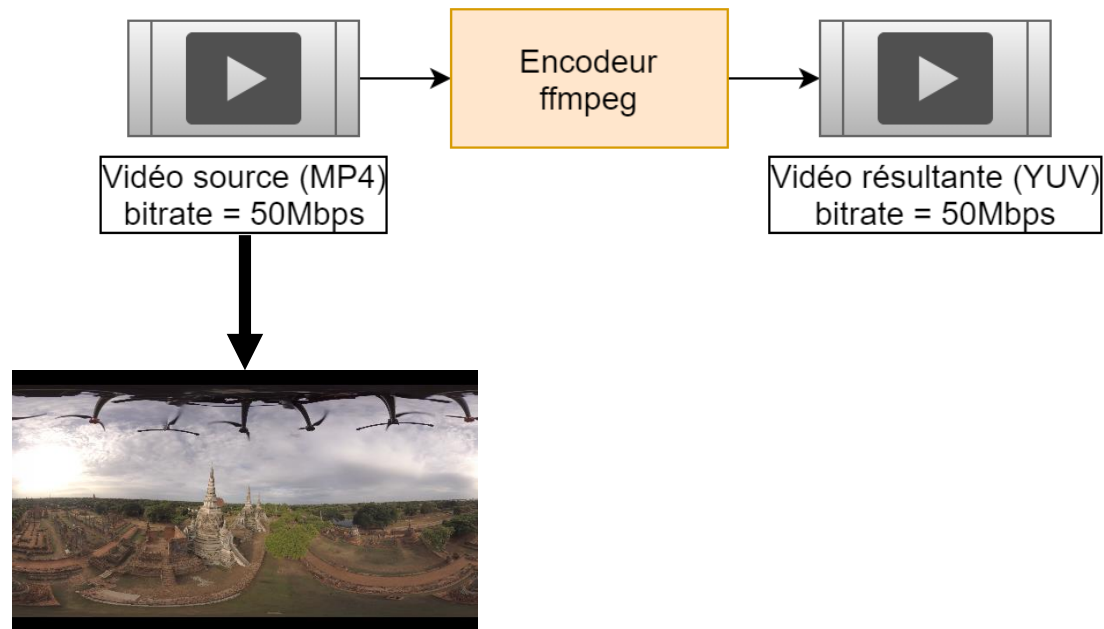 Encodeur
ffmpeg
Vidéo source (MP4)
bitrate = 50Mbps
Vidéo résultante (YUV)
bitrate = 50Mbps